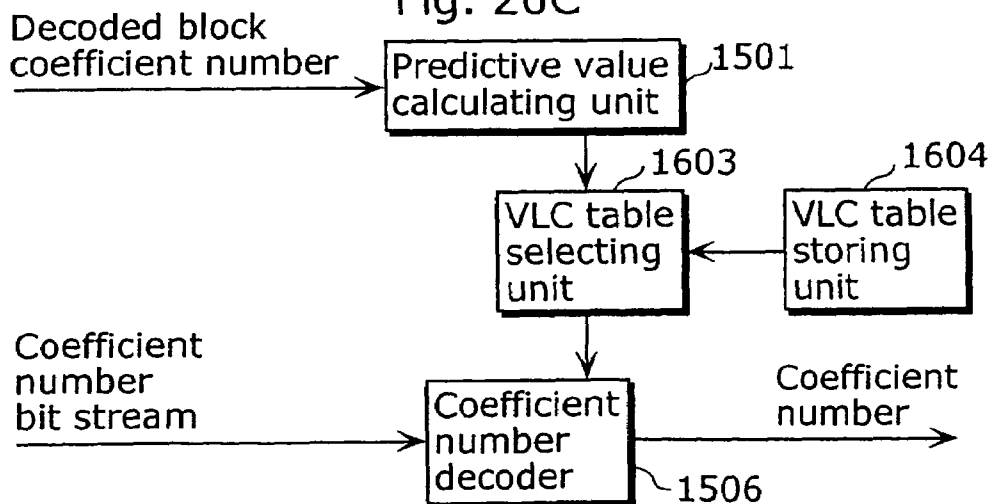 Fig.
Decoded block
coefficient number
Predictive value
calculating unit
1501
1603
1604
VLC table
selecting
unit
VLC table
storing
unit
Coefficient
number
bit stream
Coefficient
number
decoder
Coefficient
number
1506